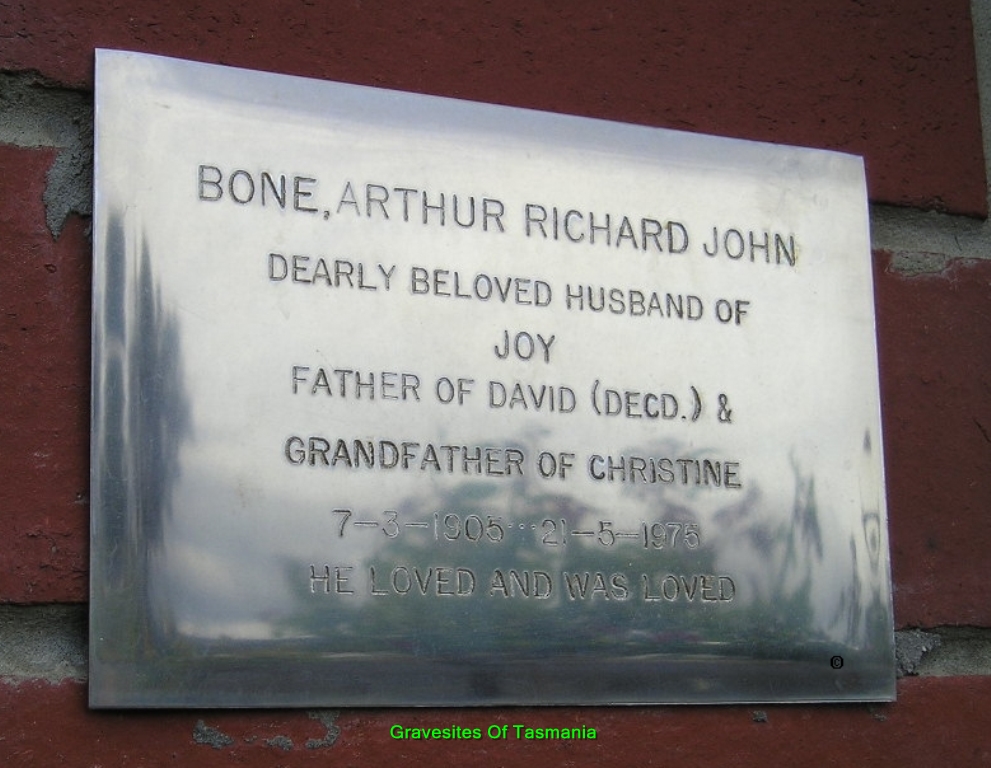 BONE, ARTHUR RICHARD JOHN
DEARLY BELOVED HUSBAND OF
JOY
FATHER OF DAVID (DECD.) &
GRANDFATHER OF CHRISTINE
7-3-1905···21-5-1975
HE LOVED AND WAS LOVED
©
Gravesites Of Tasmania